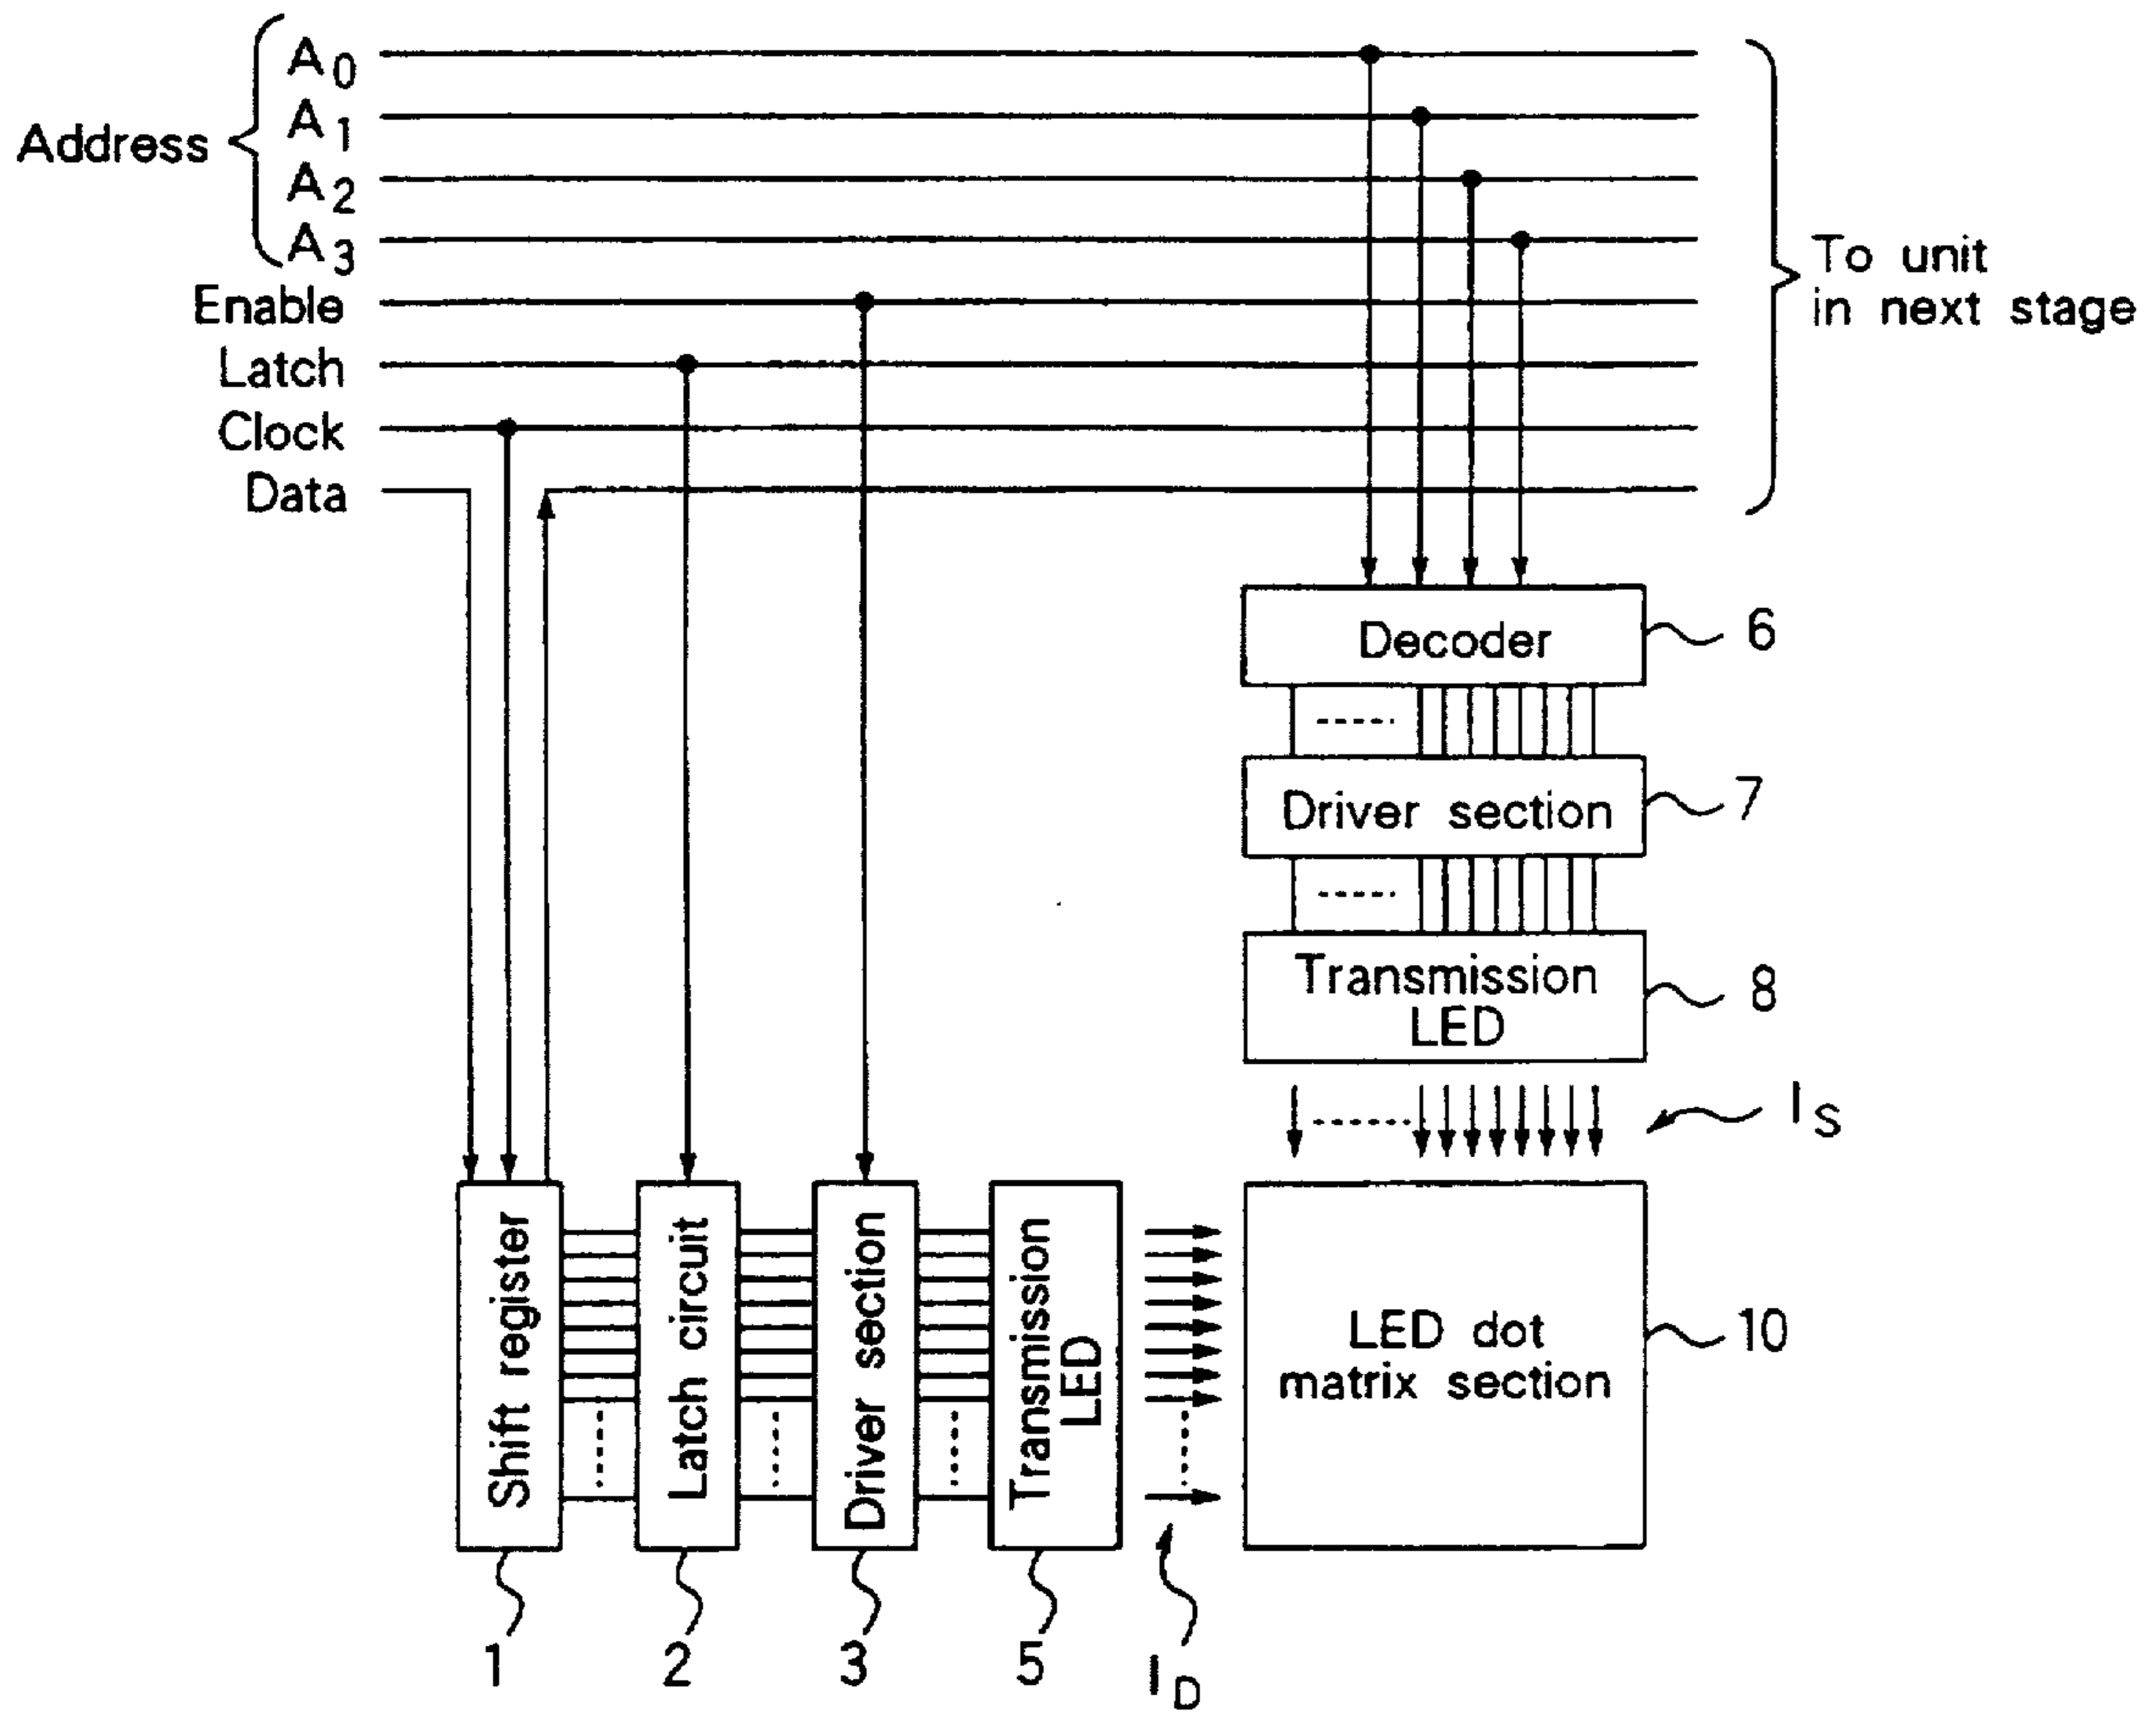 A0
A1
Address
A2
A3
Enable
Latch
Clock
Data
To unit
in next stage
Decoder
6
Driver section
7
Transmission
LED
8
IS
Shift register
Latch circuit
Driver section
Transmission
LED
LED dot
matrix section
10
1
2
3
5
ID